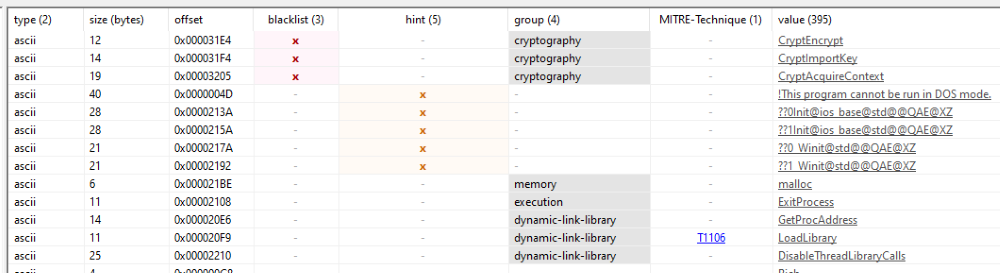 type (2) size (bytes) offset blacklist (3) hint (5) group (4) MITRE-Technique (1) value (395)
ascii 12 0x000031E4 x - cryptography - CryptEncrypt
ascii 14 0x000031F4 x - cryptography - CryptImportKey
ascii 19 0x00003205 x - cryptography - CryptAcquireContext
ascii 40 0x0000004D - x - - !This program cannot be run in DOS mode.
ascii 28 0x0000213A - x - - ??0Init@ios_base@std@@QAE@XZ
ascii 28 0x0000215A - x - - ??1Init@ios_base@std@@QAE@XZ
ascii 21 0x0000217A - x - - ??0_Winit@std@@QAE@XZ
ascii 21 0x00002192 - x - - ??1_Winit@std@@QAE@XZ
ascii 6 0x000021BE - - memory - malloc
ascii 11 0x00002108 - - execution - ExitProcess
ascii 14 0x000020E6 - - dynamic-link-library - GetProcAddress
ascii 11 0x000020F9 - - dynamic-link-library T1106 LoadLibrary
ascii 25 0x00002210 - - dynamic-link-library - DisableThreadLibraryCalls
ascii 4 0x000000C8 - - - - Rich